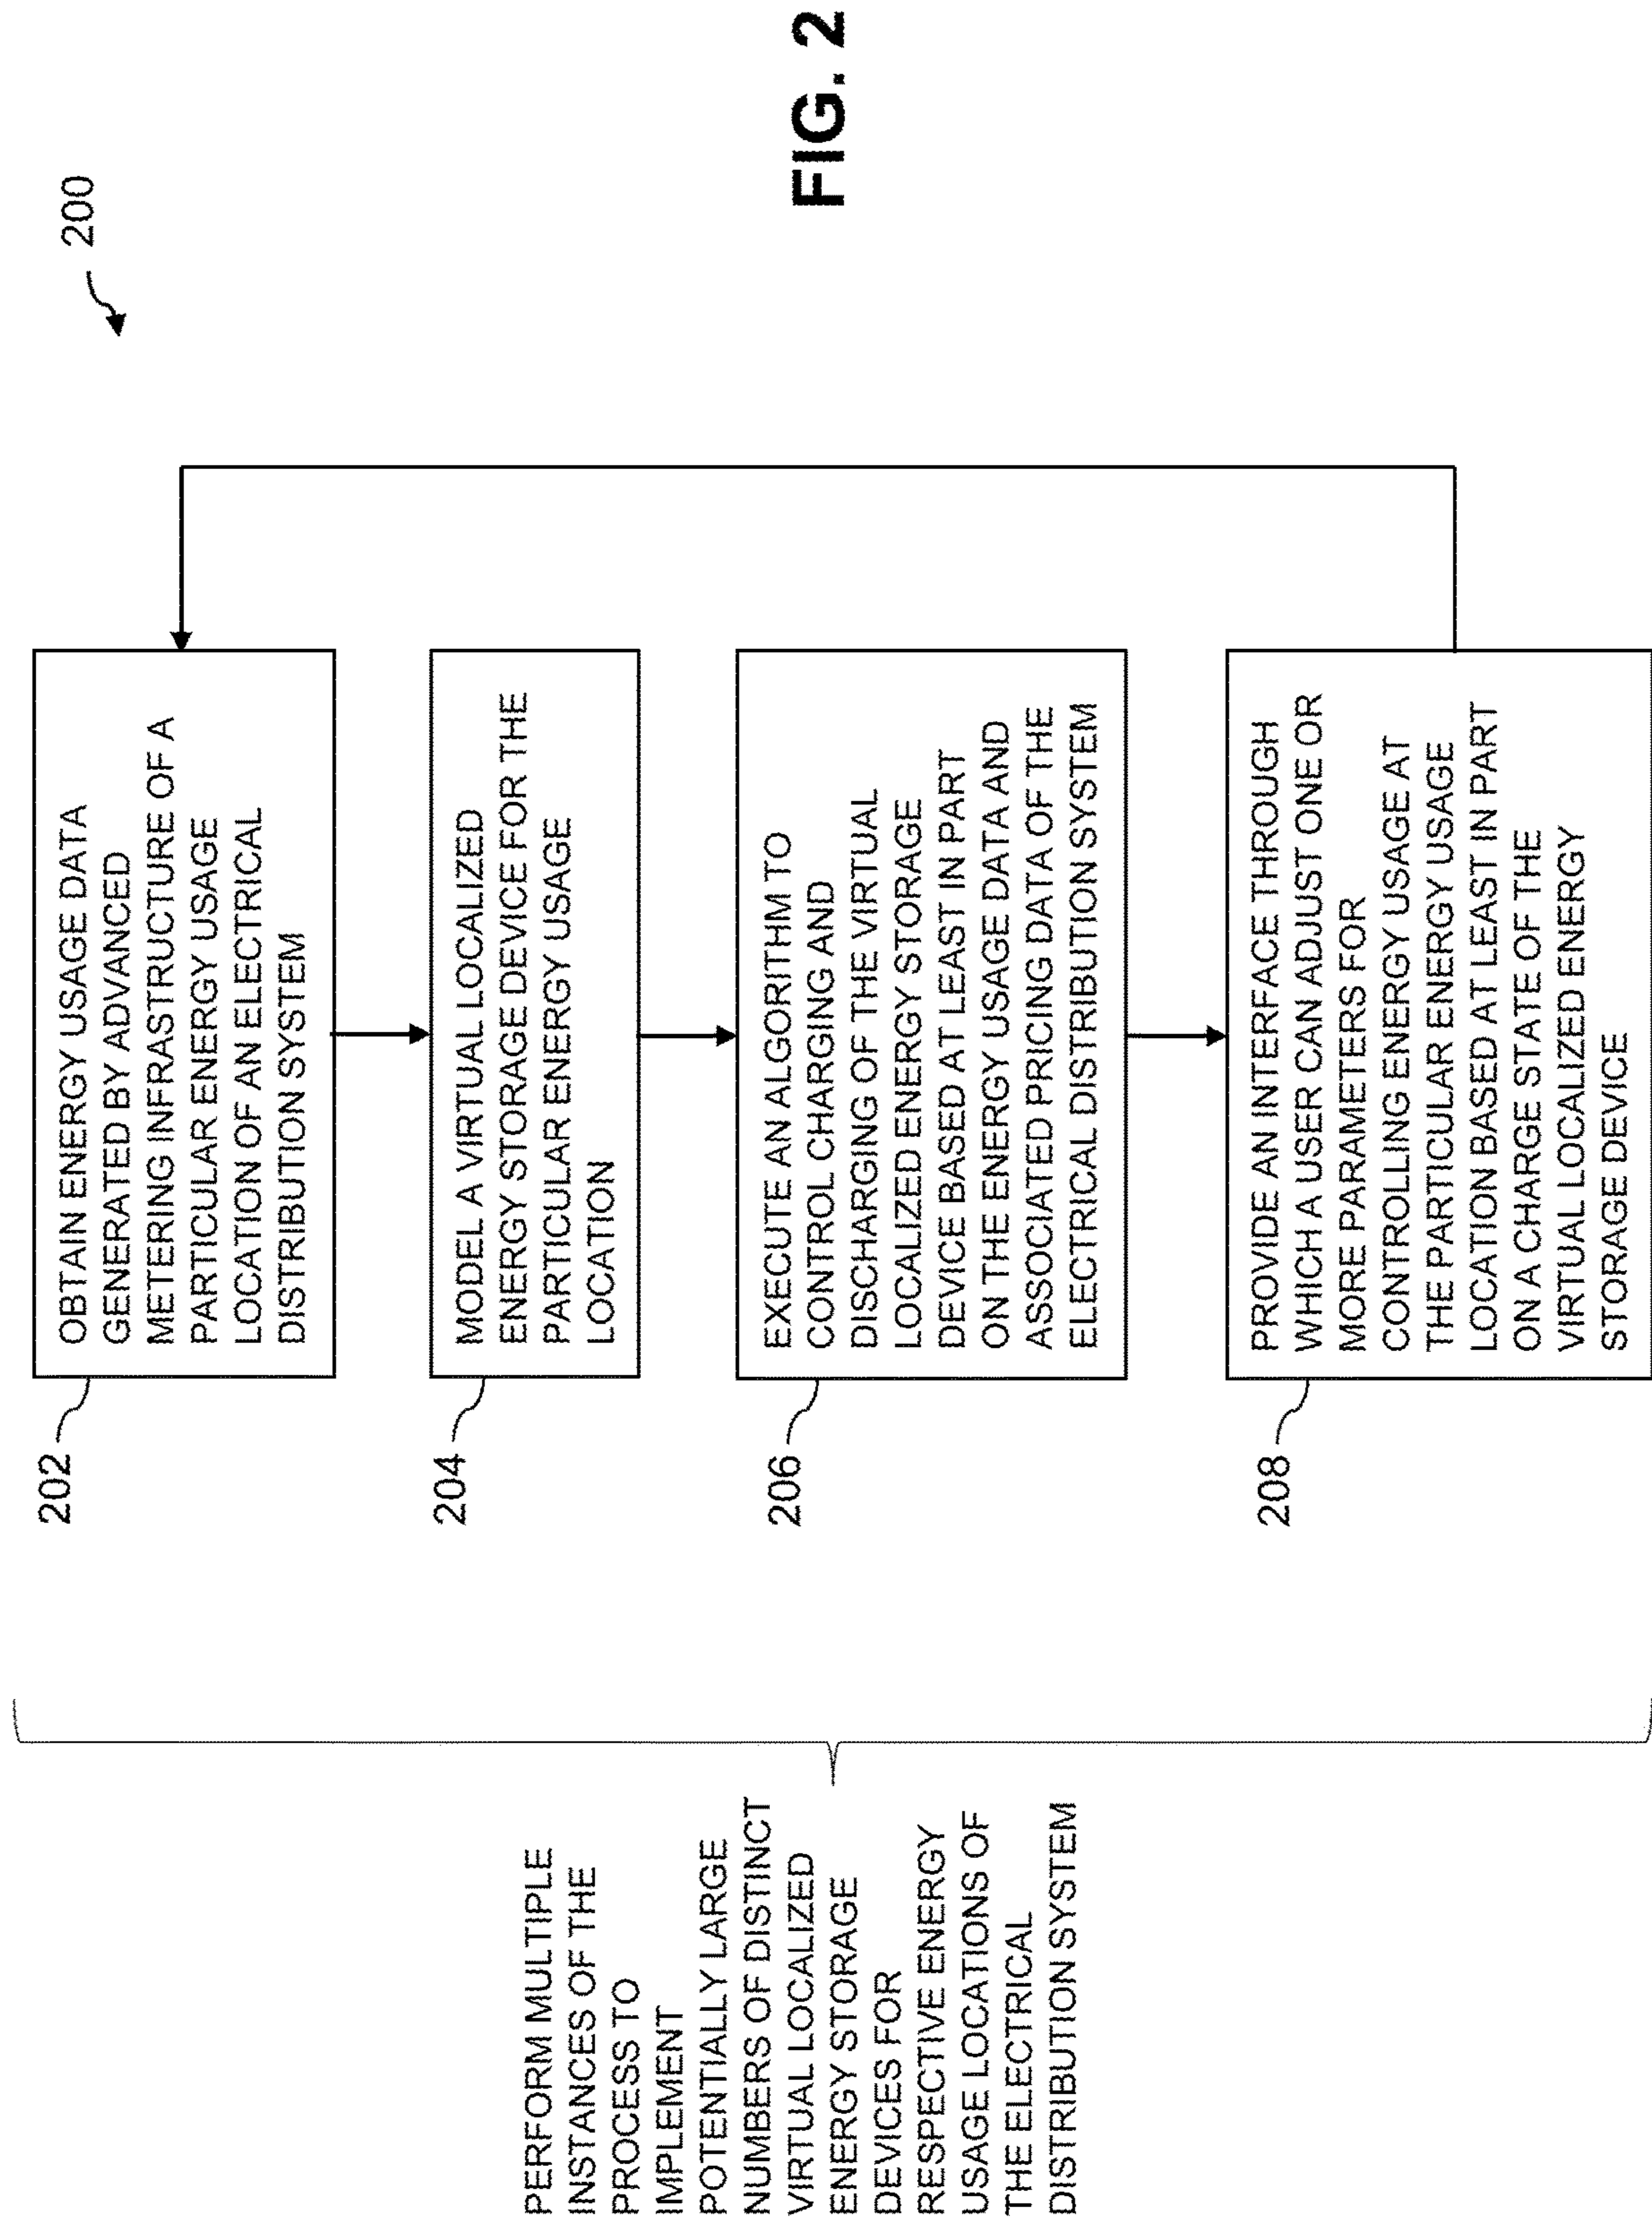 200
202
OBTAIN ENERGY USAGE DATA
GENERATED BY ADVANCED
METERING INFRASTRUCTURE OF A
PARTICULAR ENERGY USAGE
LOCATION OF AN ELECTRICAL
DISTRIBUTION SYSTEM
204
MODEL A VIRTUAL LOCALIZED
ENERGY STORAGE DEVICE FOR THE
PARTICULAR ENERGY USAGE
LOCATION
206
EXECUTE AN ALGORITHM TO
CONTROL CHARGING AND
DISCHARGING OF THE VIRTUAL
LOCALIZED ENERGY STORAGE
DEVICE BASED AT LEAST IN PART
ON THE ENERGY USAGE DATA AND
ASSOCIATED PRICING DATA OF THE
ELECTRICAL DISTRIBUTION SYSTEM
208
PROVIDE AN INTERFACE THROUGH
WHICH A USER CAN ADJUST ONE OR
MORE PARAMETERS FOR
CONTROLLING ENERGY USAGE AT
THE PARTICULAR ENERGY USAGE
LOCATION BASED AT LEAST IN PART
ON A CHARGE STATE OF THE
VIRTUAL LOCALIZED ENERGY
STORAGE DEVICE
PERFORM MULTIPLE
INSTANCES OF THE
PROCESS TO
IMPLEMENT
POTENTIALLY LARGE
NUMBERS OF DISTINCT
VIRTUAL LOCALIZED
ENERGY STORAGE
DEVICES FOR
RESPECTIVE ENERGY
USAGE LOCATIONS OF
THE ELECTRICAL
DISTRIBUTION SYSTEM
FIG. 2